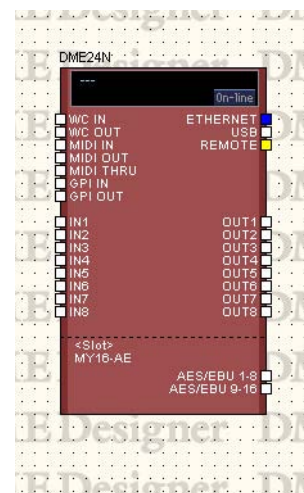 DME24N
---
On-line
WC IN ETHERNET
WC OUT USB
MIDI IN REMOTE
MIDI OUT
MIDI THRU
GPI IN
GPI OUT
IN1 OUT1
IN2 OUT2
IN3 OUT3
IN4 OUT4
IN5 OUT5
IN6 OUT6
IN7 OUT7
IN8 OUT8
<Slot>
MY16-AE
AES/EBU 1-8
AES/EBU 9-16
E Designer